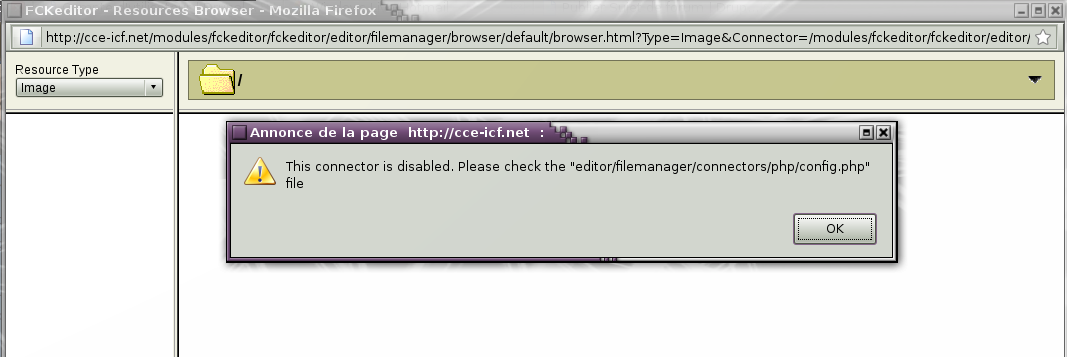 FCKeditor - Resources Browser - Mozilla Firefox
http://cce-icf.net/modules/fckeditor/fckeditor/editor/filemanager/browser/default/browser.html?Type=Image&Connector=/modules/fckeditor/fckeditor/editor/
Resource Type
Image
/
Annonce de la page  http://cce-icf.net  :
This connector is disabled. Please check the "editor/filemanager/connectors/php/config.php"
file
OK